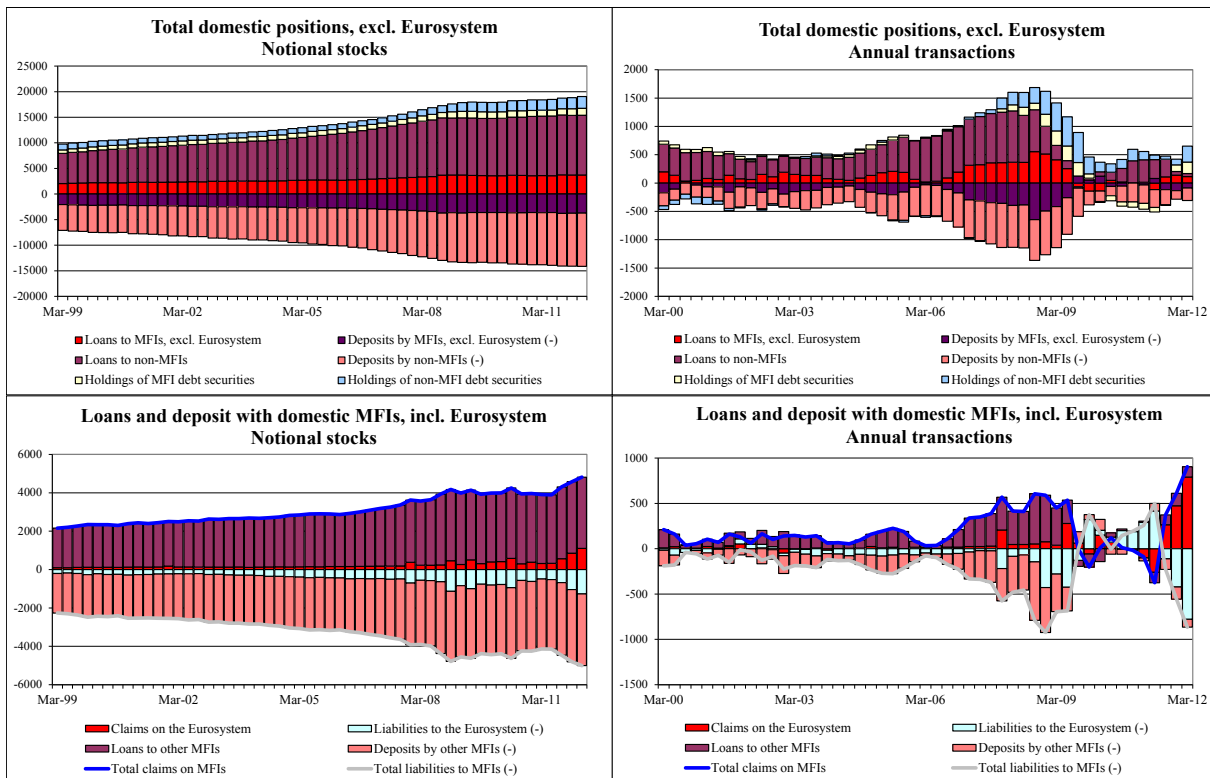 Total domestic positions, excl. Eurosystem
Notional stocks
25000
20000
15000
10000
5000
0
-5000
-10000
-15000
-20000
Mar-99 Mar-02 Mar-05 Mar-08 Mar-11
Loans to MFIs, excl. Eurosystem Deposits by MFIs, excl. Eurosystem (-)
Loans to non-MFIs Deposits by non-MFIs (-)
Holdings of MFI debt securities Holdings of non-MFI debt securities
Total domestic positions, excl. Eurosystem
Annual transactions
2000
1500
1000
500
0
-500
-1000
-1500
-2000
Mar-00 Mar-03 Mar-06 Mar-09 Mar-12
Loans to MFIs, excl. Eurosystem Deposits by MFIs, excl. Eurosystem (-)
Loans to non-MFIs Deposits by non-MFIs (-)
Holdings of MFI debt securities Holdings of non-MFI debt securities
Loans and deposit with domestic MFIs, incl. Eurosystem
Notional stocks
6000
4000
2000
0
-2000
-4000
-6000
Mar-99 Mar-02 Mar-05 Mar-08 Mar-11
Claims on the Eurosystem Liabilities to the Eurosystem (-)
Loans to other MFIs Deposits by other MFIs (-)
Total claims on MFIs Total liabilities to MFIs (-)
Loans and deposit with domestic MFIs, incl. Eurosystem
Annual transactions
1000
500
0
-500
-1000
-1500
Mar-00 Mar-03 Mar-06 Mar-09 Mar-12
Claims on the Eurosystem Liabilities to the Eurosystem (-)
Loans to other MFIs Deposits by other MFIs (-)
Total claims on MFIs Total liabilities to MFIs (-)